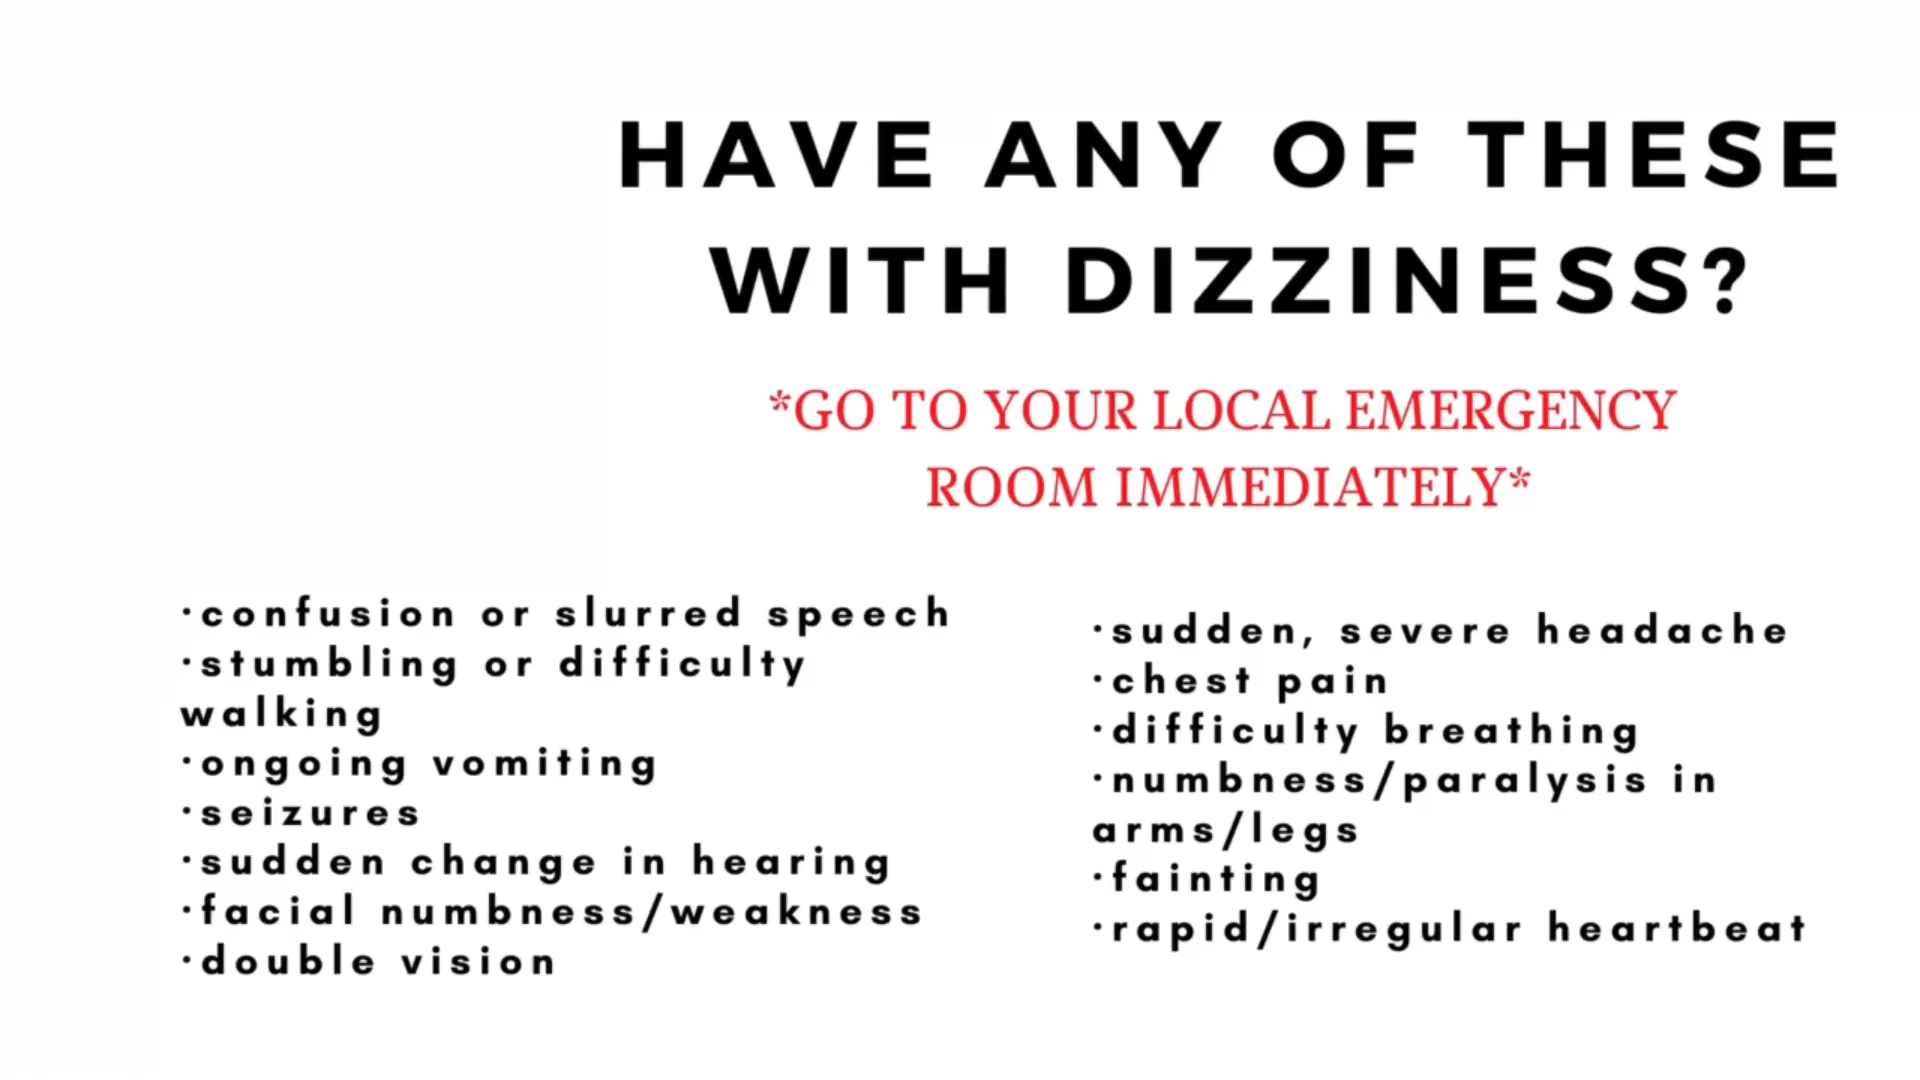 HAVE ANY OF THESE
WITH DIZZINESS?
*GO TO YOUR LOCAL EMERGENCY
ROOM IMMEDIATELY*
·confusion or slurred speech
·stumbling or difficulty
walking
·ongoing vomiting
·seizures
·sudden change in hearing
·facial numbness/weakness
·double vision
·sudden, severe headache
·chest pain
·difficulty breathing
·numbness/paralysis in
arms/legs
·fainting
·rapid/irregular heartbeat